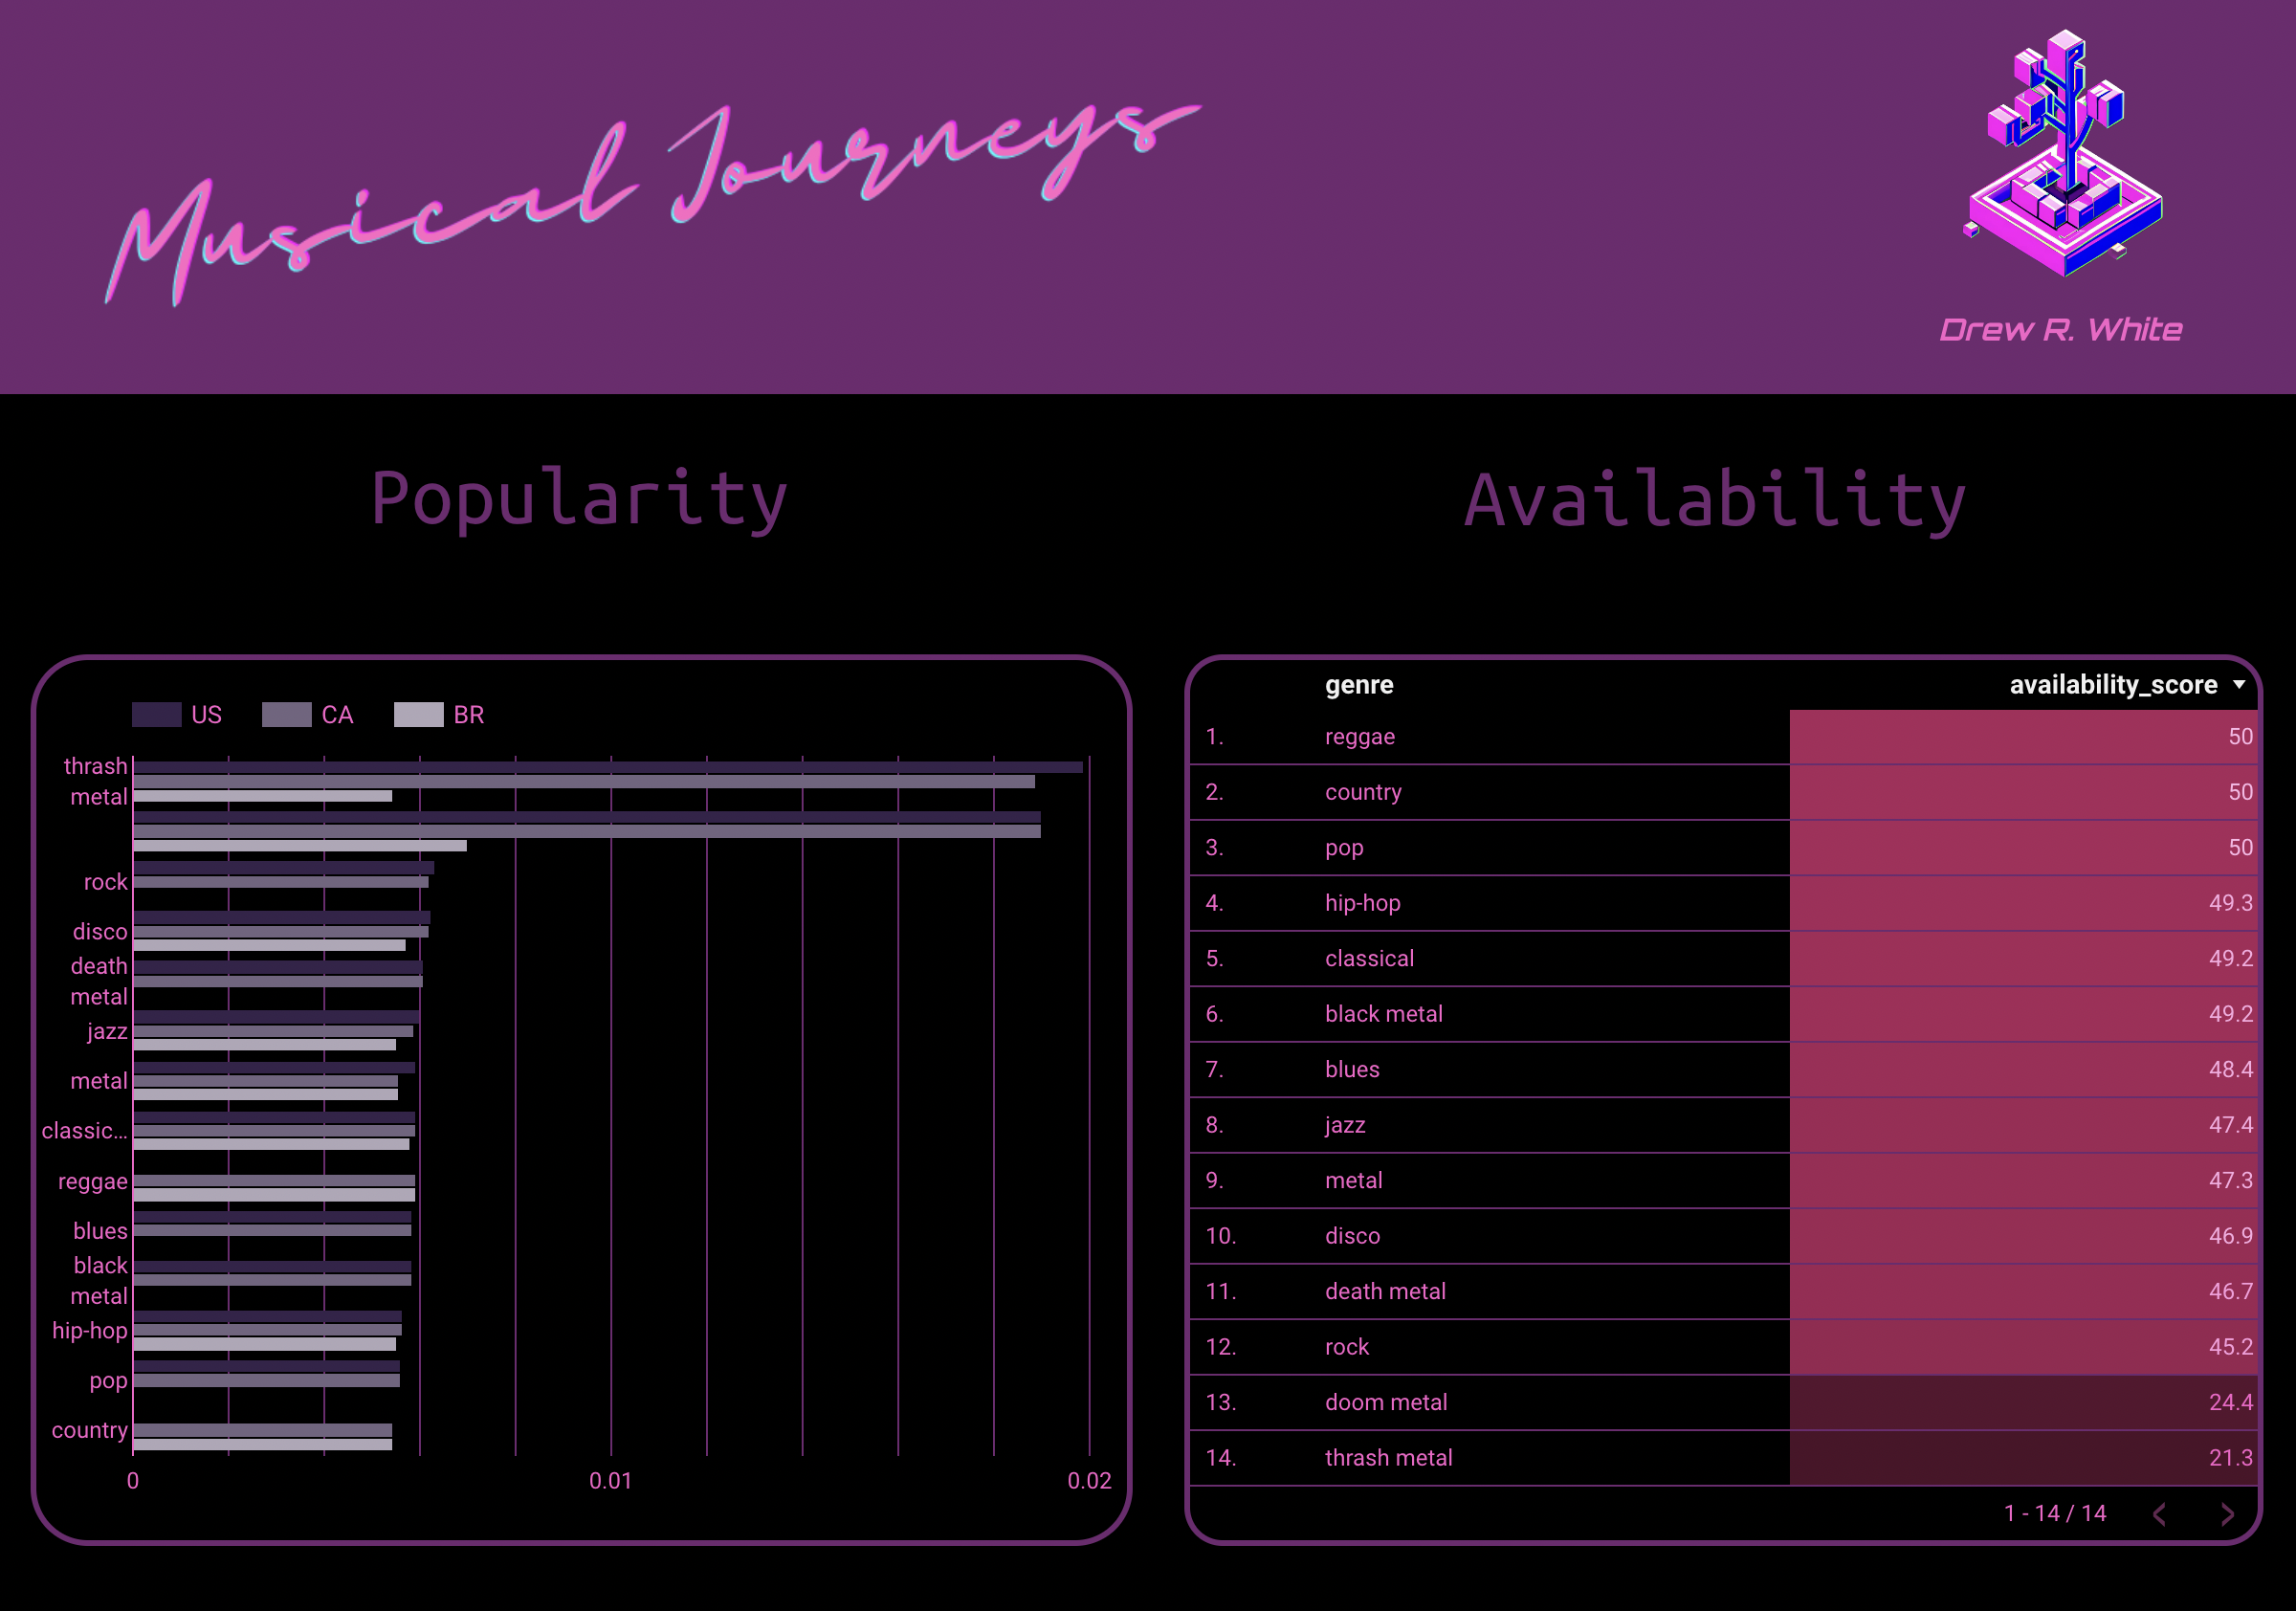 Musical Journeys
Drew R. White
Popularity
Availability
US CA BR
thrash
metal
rock
disco
death
metal
jazz
metal
classic...
reggae
blues
black
metal
hip-hop
pop
country
0 0.01 0.02
genre availability_score
1. reggae 50
2. country 50
3. pop 50
4. hip-hop 49.3
5. classical 49.2
6. black metal 49.2
7. blues 48.4
8. jazz 47.4
9. metal 47.3
10. disco 46.9
11. death metal 46.7
12. rock 45.2
13. doom metal 24.4
14. thrash metal 21.3
1 - 14 / 14